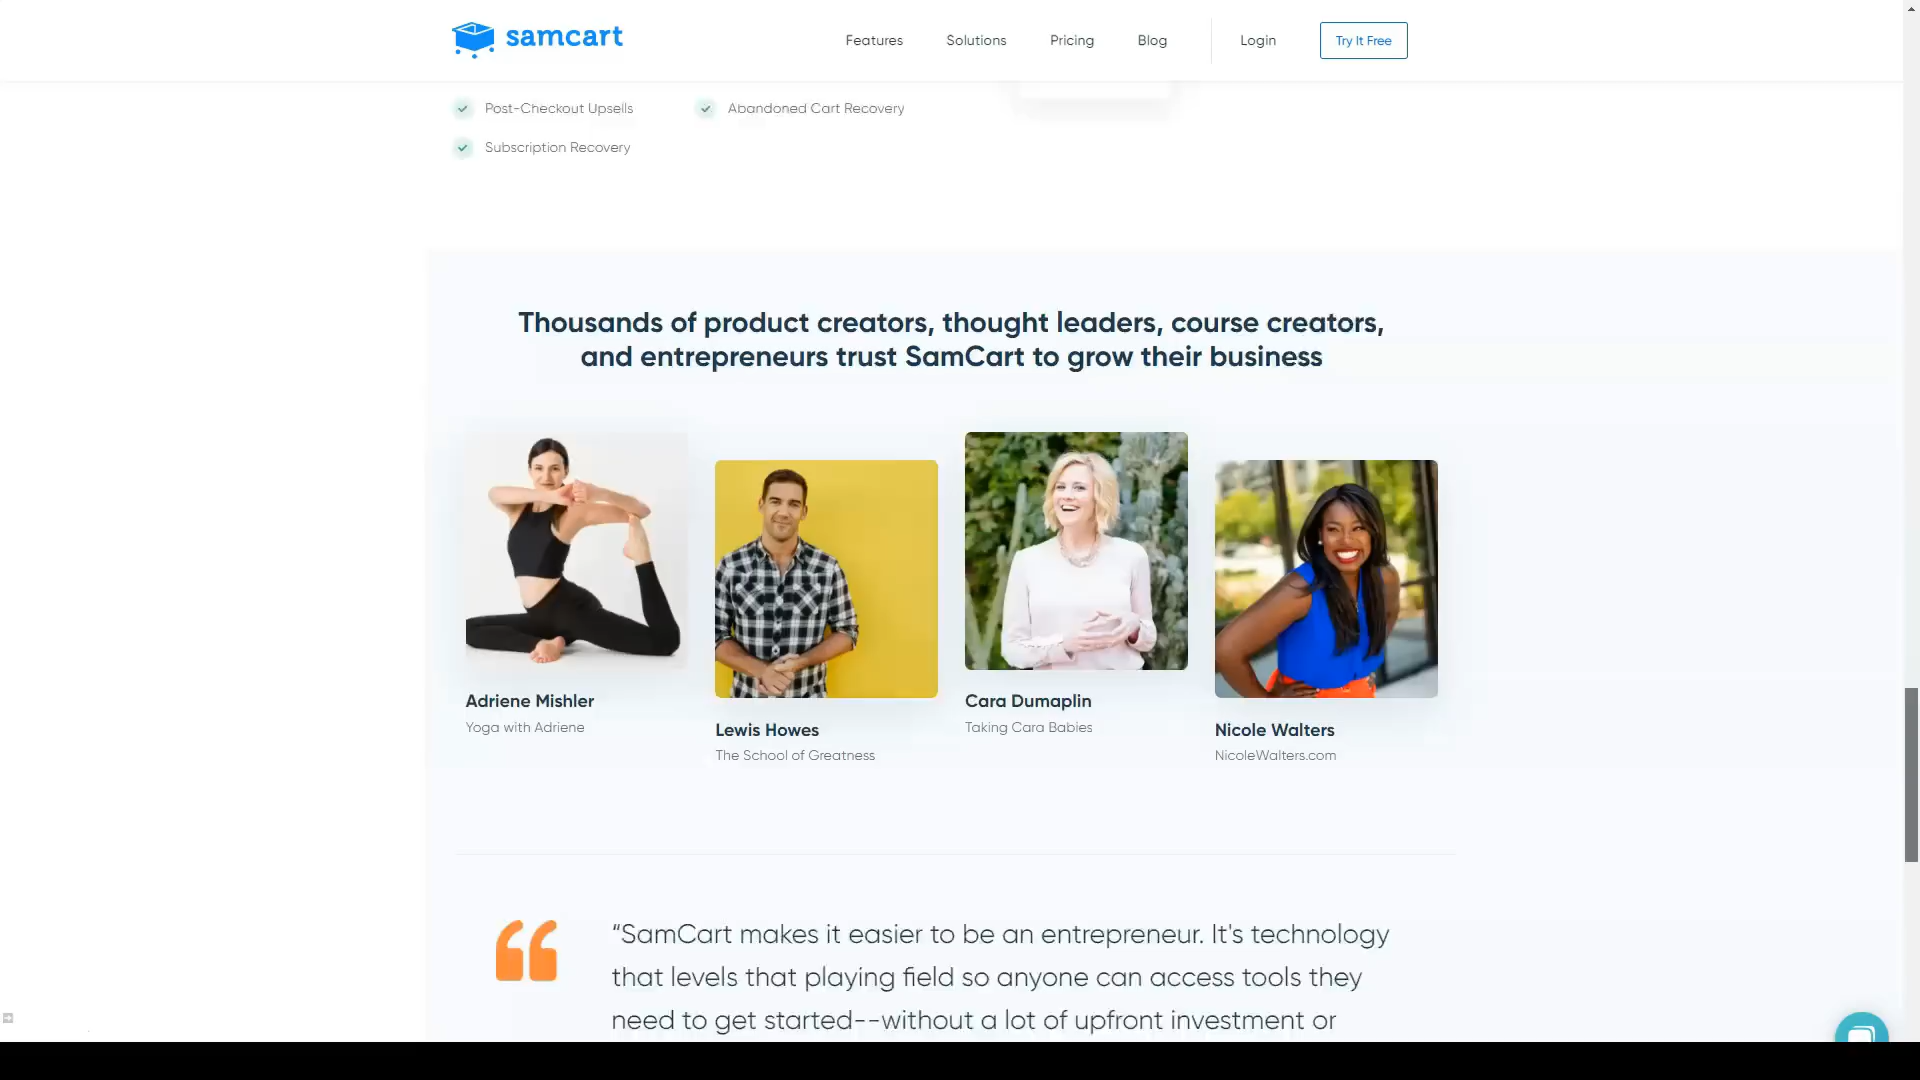 samcart
Features
Solutions
Pricing
Blog
Login
Try It Free
Post-Checkout Upsells
Abandoned Cart Recovery
Subscription Recovery
Thousands of product creators, thought leaders, course creators,
and entrepreneurs trust SamCart to grow their business
Adriene Mishler
Yoga with Adriene
Lewis Howes
The School of Greatness
Cara Dumaplin
Taking Cara Babies
Nicole Walters
NicoleWalters.com
“SamCart makes it easier to be an entrepreneur. It's technology
that levels that playing field so anyone can access tools they
need to get started--without a lot of upfront investment or